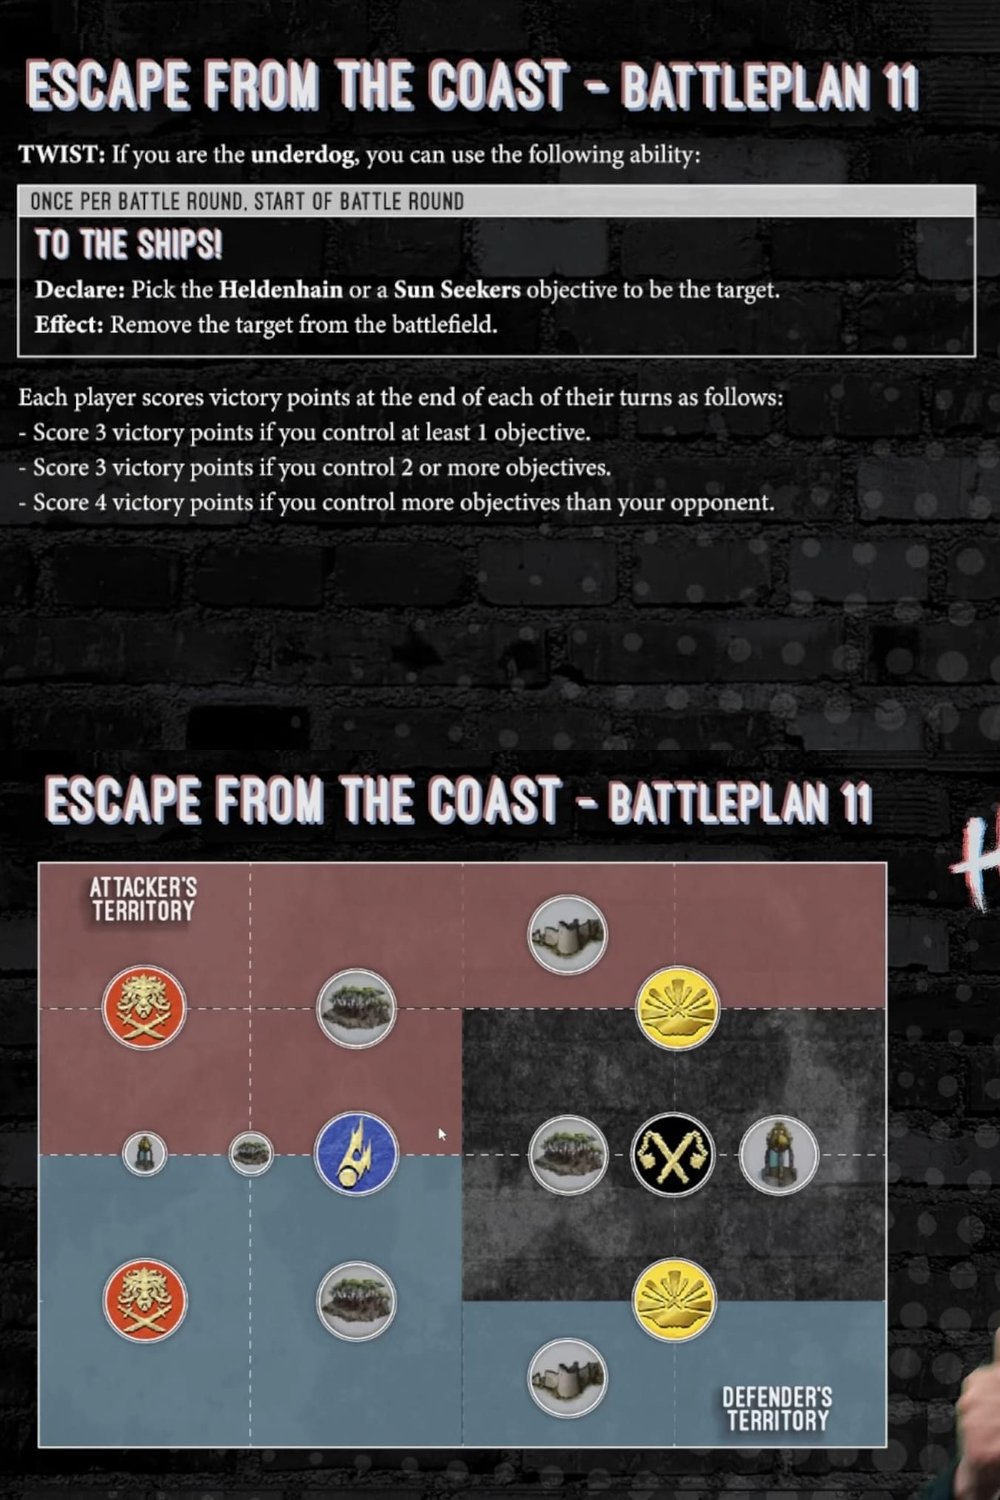 ESCAPE FROM THE COAST - BATTLEPLAN 11
TWIST: If you are the underdog, you can use the following ability:
ONCE PER BATTLE ROUND, START OF BATTLE ROUND
TO THE SHIPS!
Declare: Pick the Heldenhain or a Sun Seekers objective to be the target.
Effect: Remove the target from the battlefield.
Each player scores victory points at the end of each of their turns as follows:
- Score 3 victory points if you control at least 1 objective.
- Score 3 victory points if you control 2 or more objectives.
- Score 4 victory points if you control more objectives than your opponent.
ESCAPE FROM THE COAST - BATTLEPLAN 11
ATTACKER'S
TERRITORY
DEFENDER'S
TERRITORY